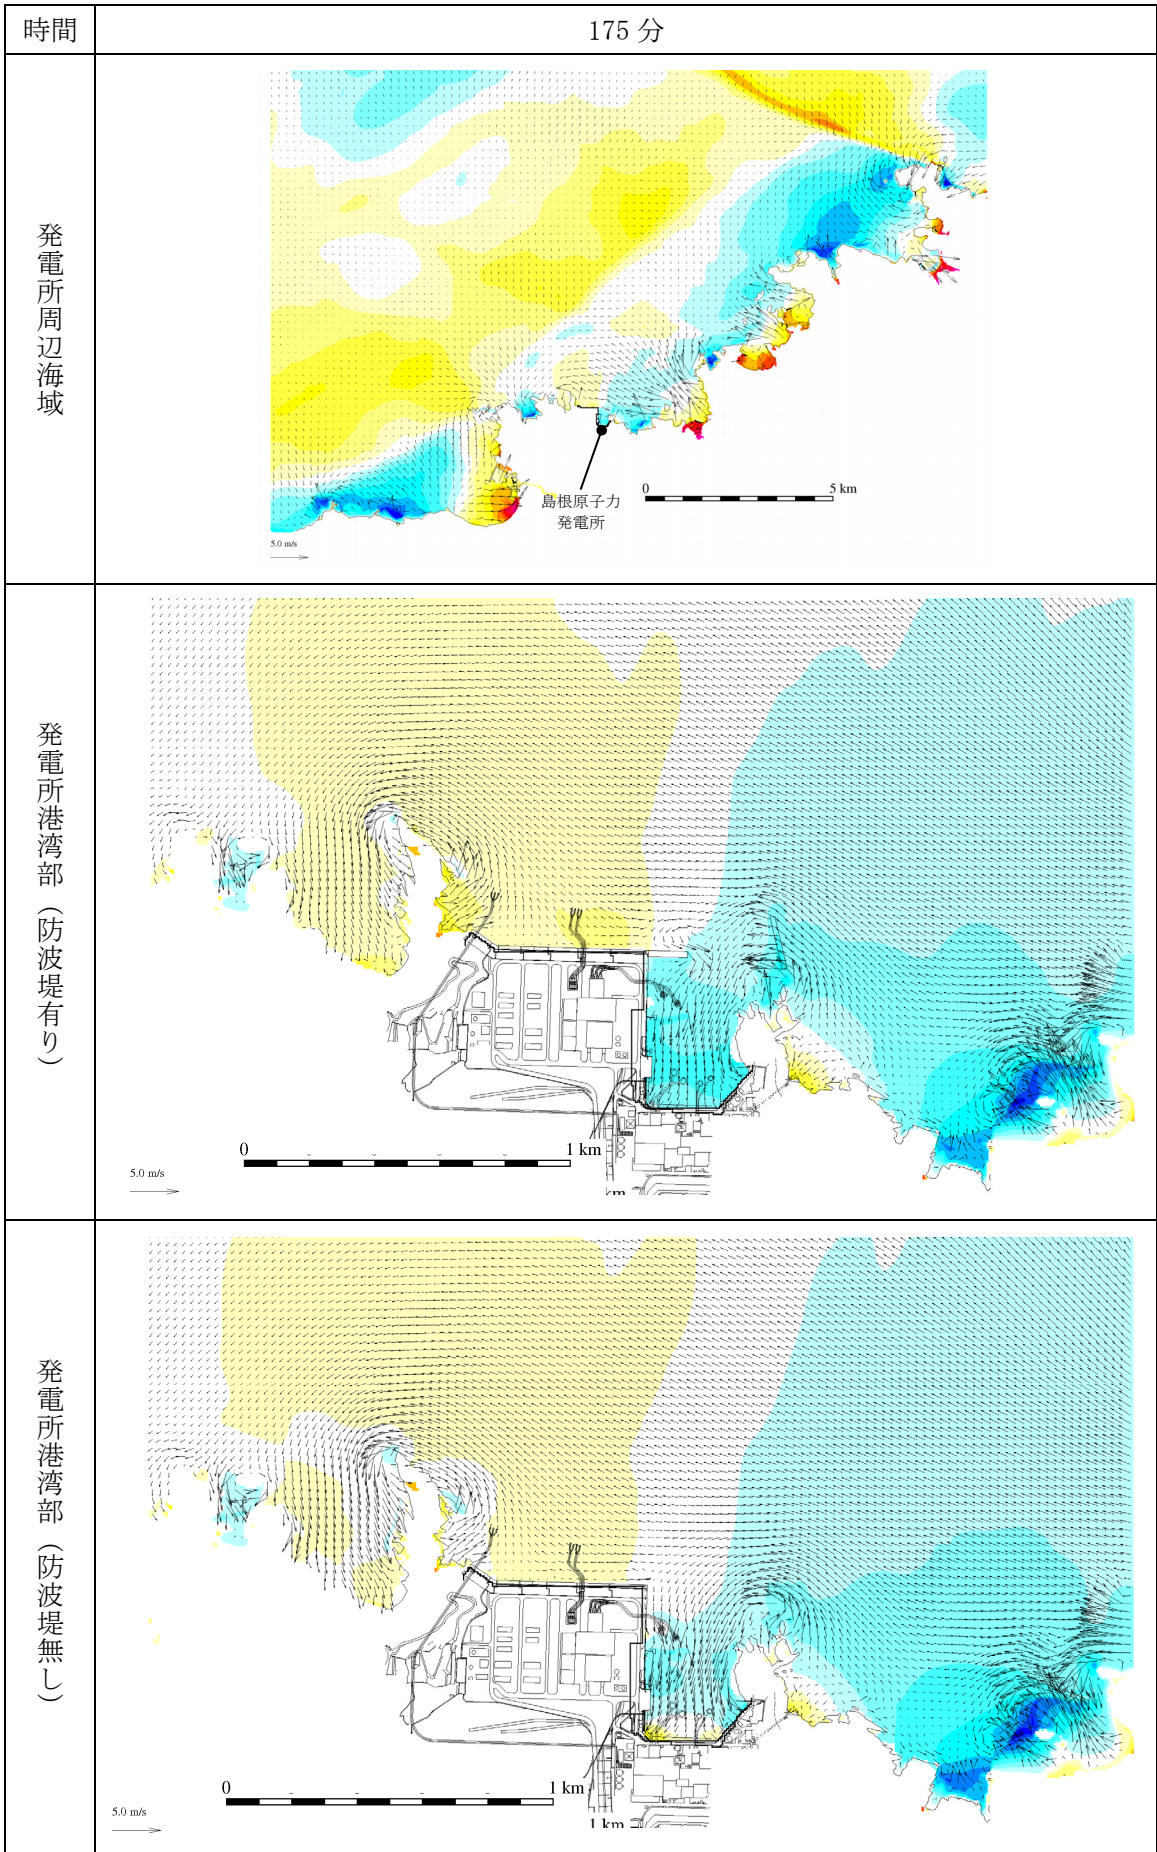 時間
175 分
発電所周辺海域
島根原子力
発電所
0
5 km
5.0 m/s
発電所港湾部（防波堤有り）
0
1 km
5.0 m/s
km
発電所港湾部（防波堤無し）
0
1 km
5.0 m/s
1 km